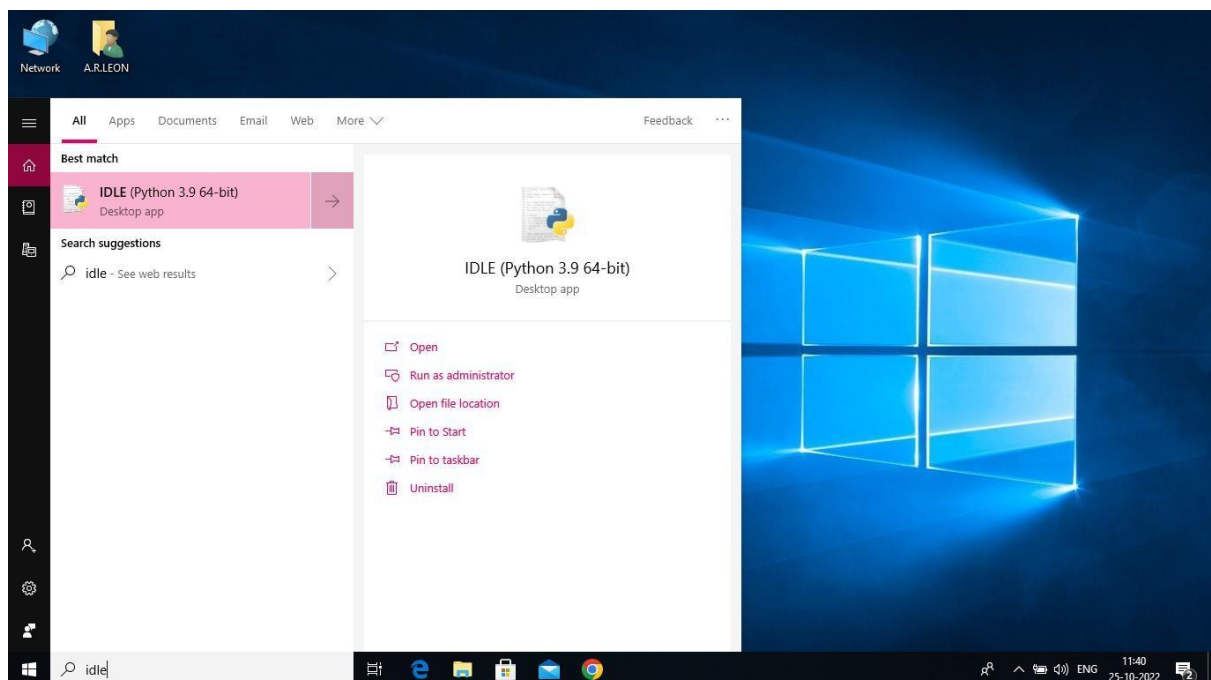 Network
A.R.LEON
All Apps Documents Email Web More Feedback ...
Best match
IDLE (Python 3.9 64-bit)
Desktop app
Search suggestions
idle - See web results
IDLE (Python 3.9 64-bit)
Desktop app
Open
Run as administrator
Open file location
Pin to Start
Pin to taskbar
Uninstall
idle
ENG
11:40
25-10-2022
2